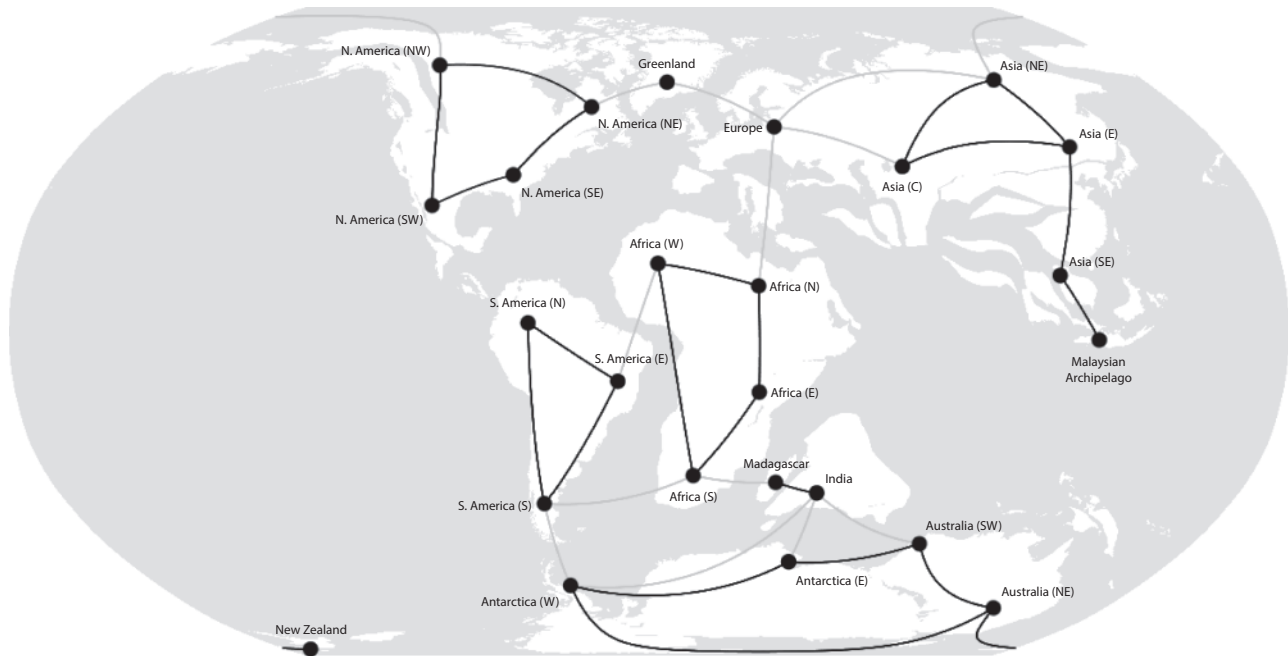 N. America (NW)
Greenland
Asia (NE)
N. America (NE)
Europe
Asia (E)
Asia (C)
N. America (SE)
N. America (SW)
Africa (W)
Asia (SE)
Africa (N)
S. America (N)
S. America (E)
Malaysian
Archipelago
Africa (E)
Madagascar
India
Africa (S)
S. America (S)
Australia (SW)
Antarctica (E)
Australia (NE)
Antarctica (W)
New Zealand